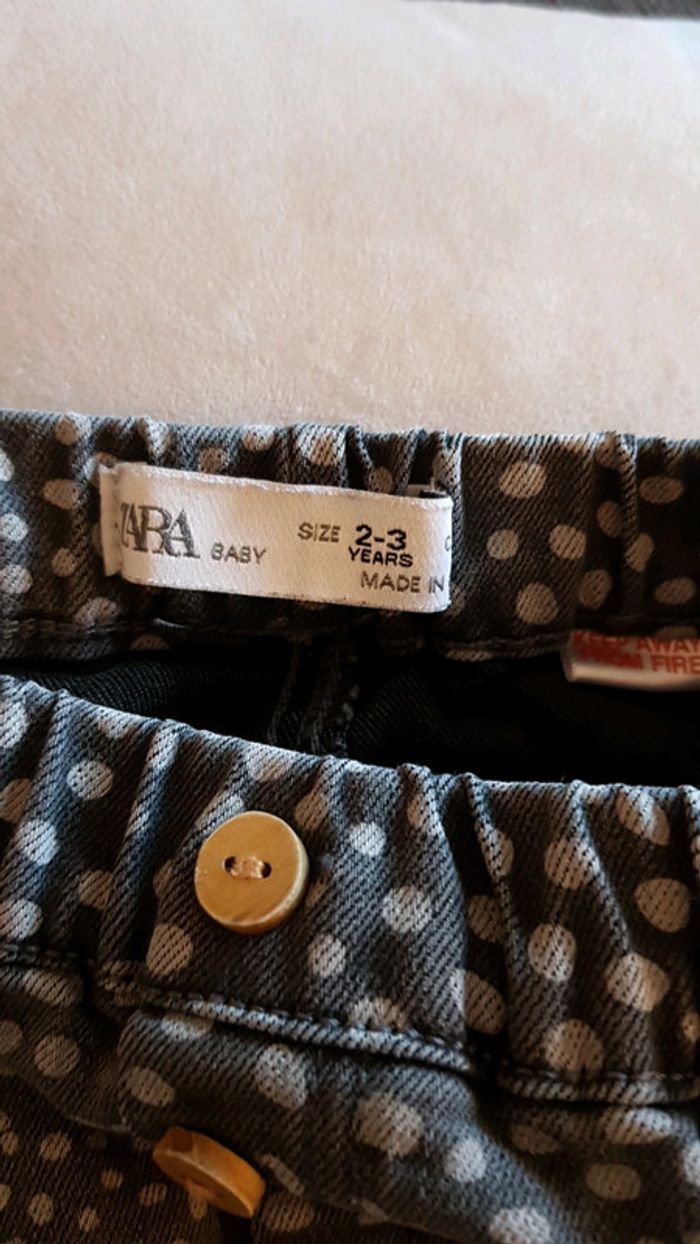 ZARA BABY SIZE 2-3
YEARS
MADE IN
KEEP AWAY
FROM FIRE